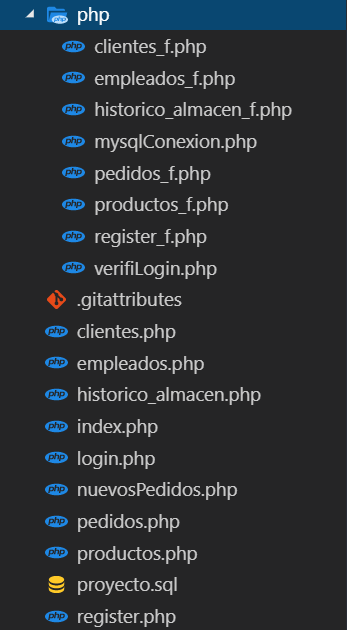 php
php clientes_f.php
php empleados_f.php
php historico_almacen_f.php
php mysqlConexion.php
php pedidos_f.php
php productos_f.php
php register_f.php
php verifiLogin.php
.gitattributes
php clientes.php
php empleados.php
php historico_almacen.php
php index.php
php login.php
php nuevosPedidos.php
php pedidos.php
php productos.php
proyecto.sql
php register.php